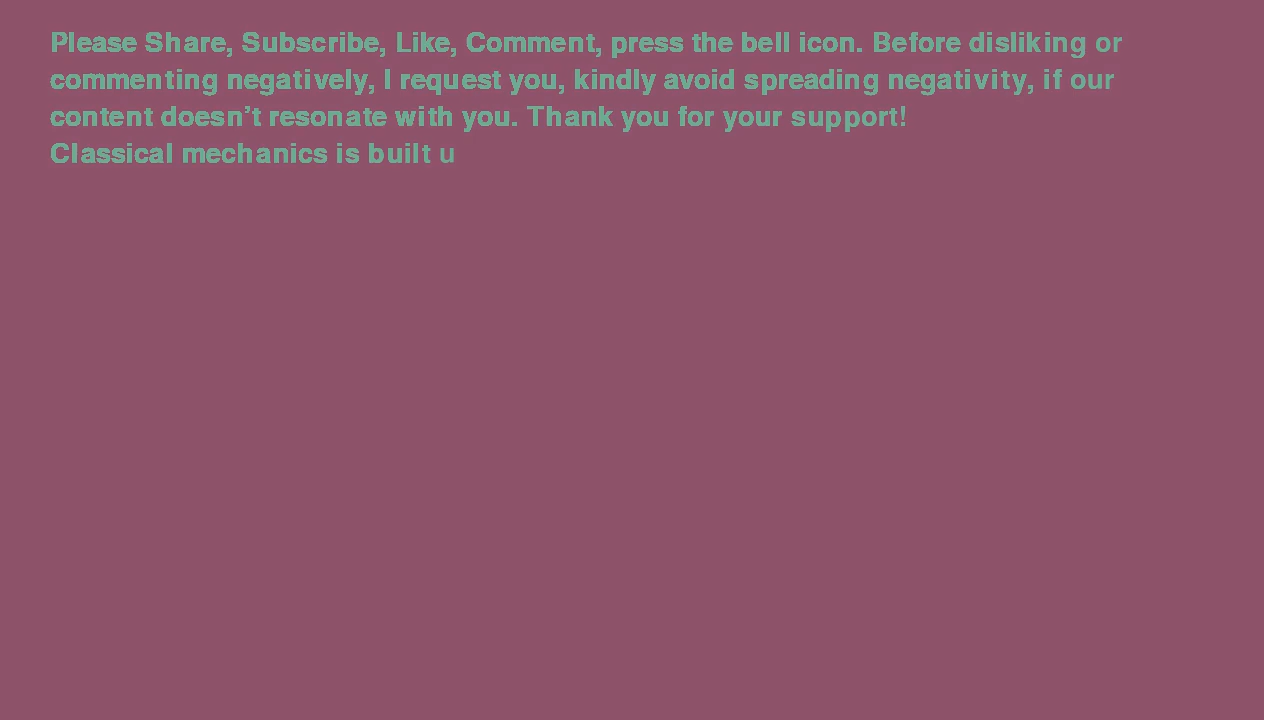 Please Share, Subscribe, Like, Comment, press the bell icon. Before disliking or
commenting negatively, I request you, kindly avoid spreading negativity, if our
content doesn’t resonate with you. Thank you for your support!
Classical mechanics is built u